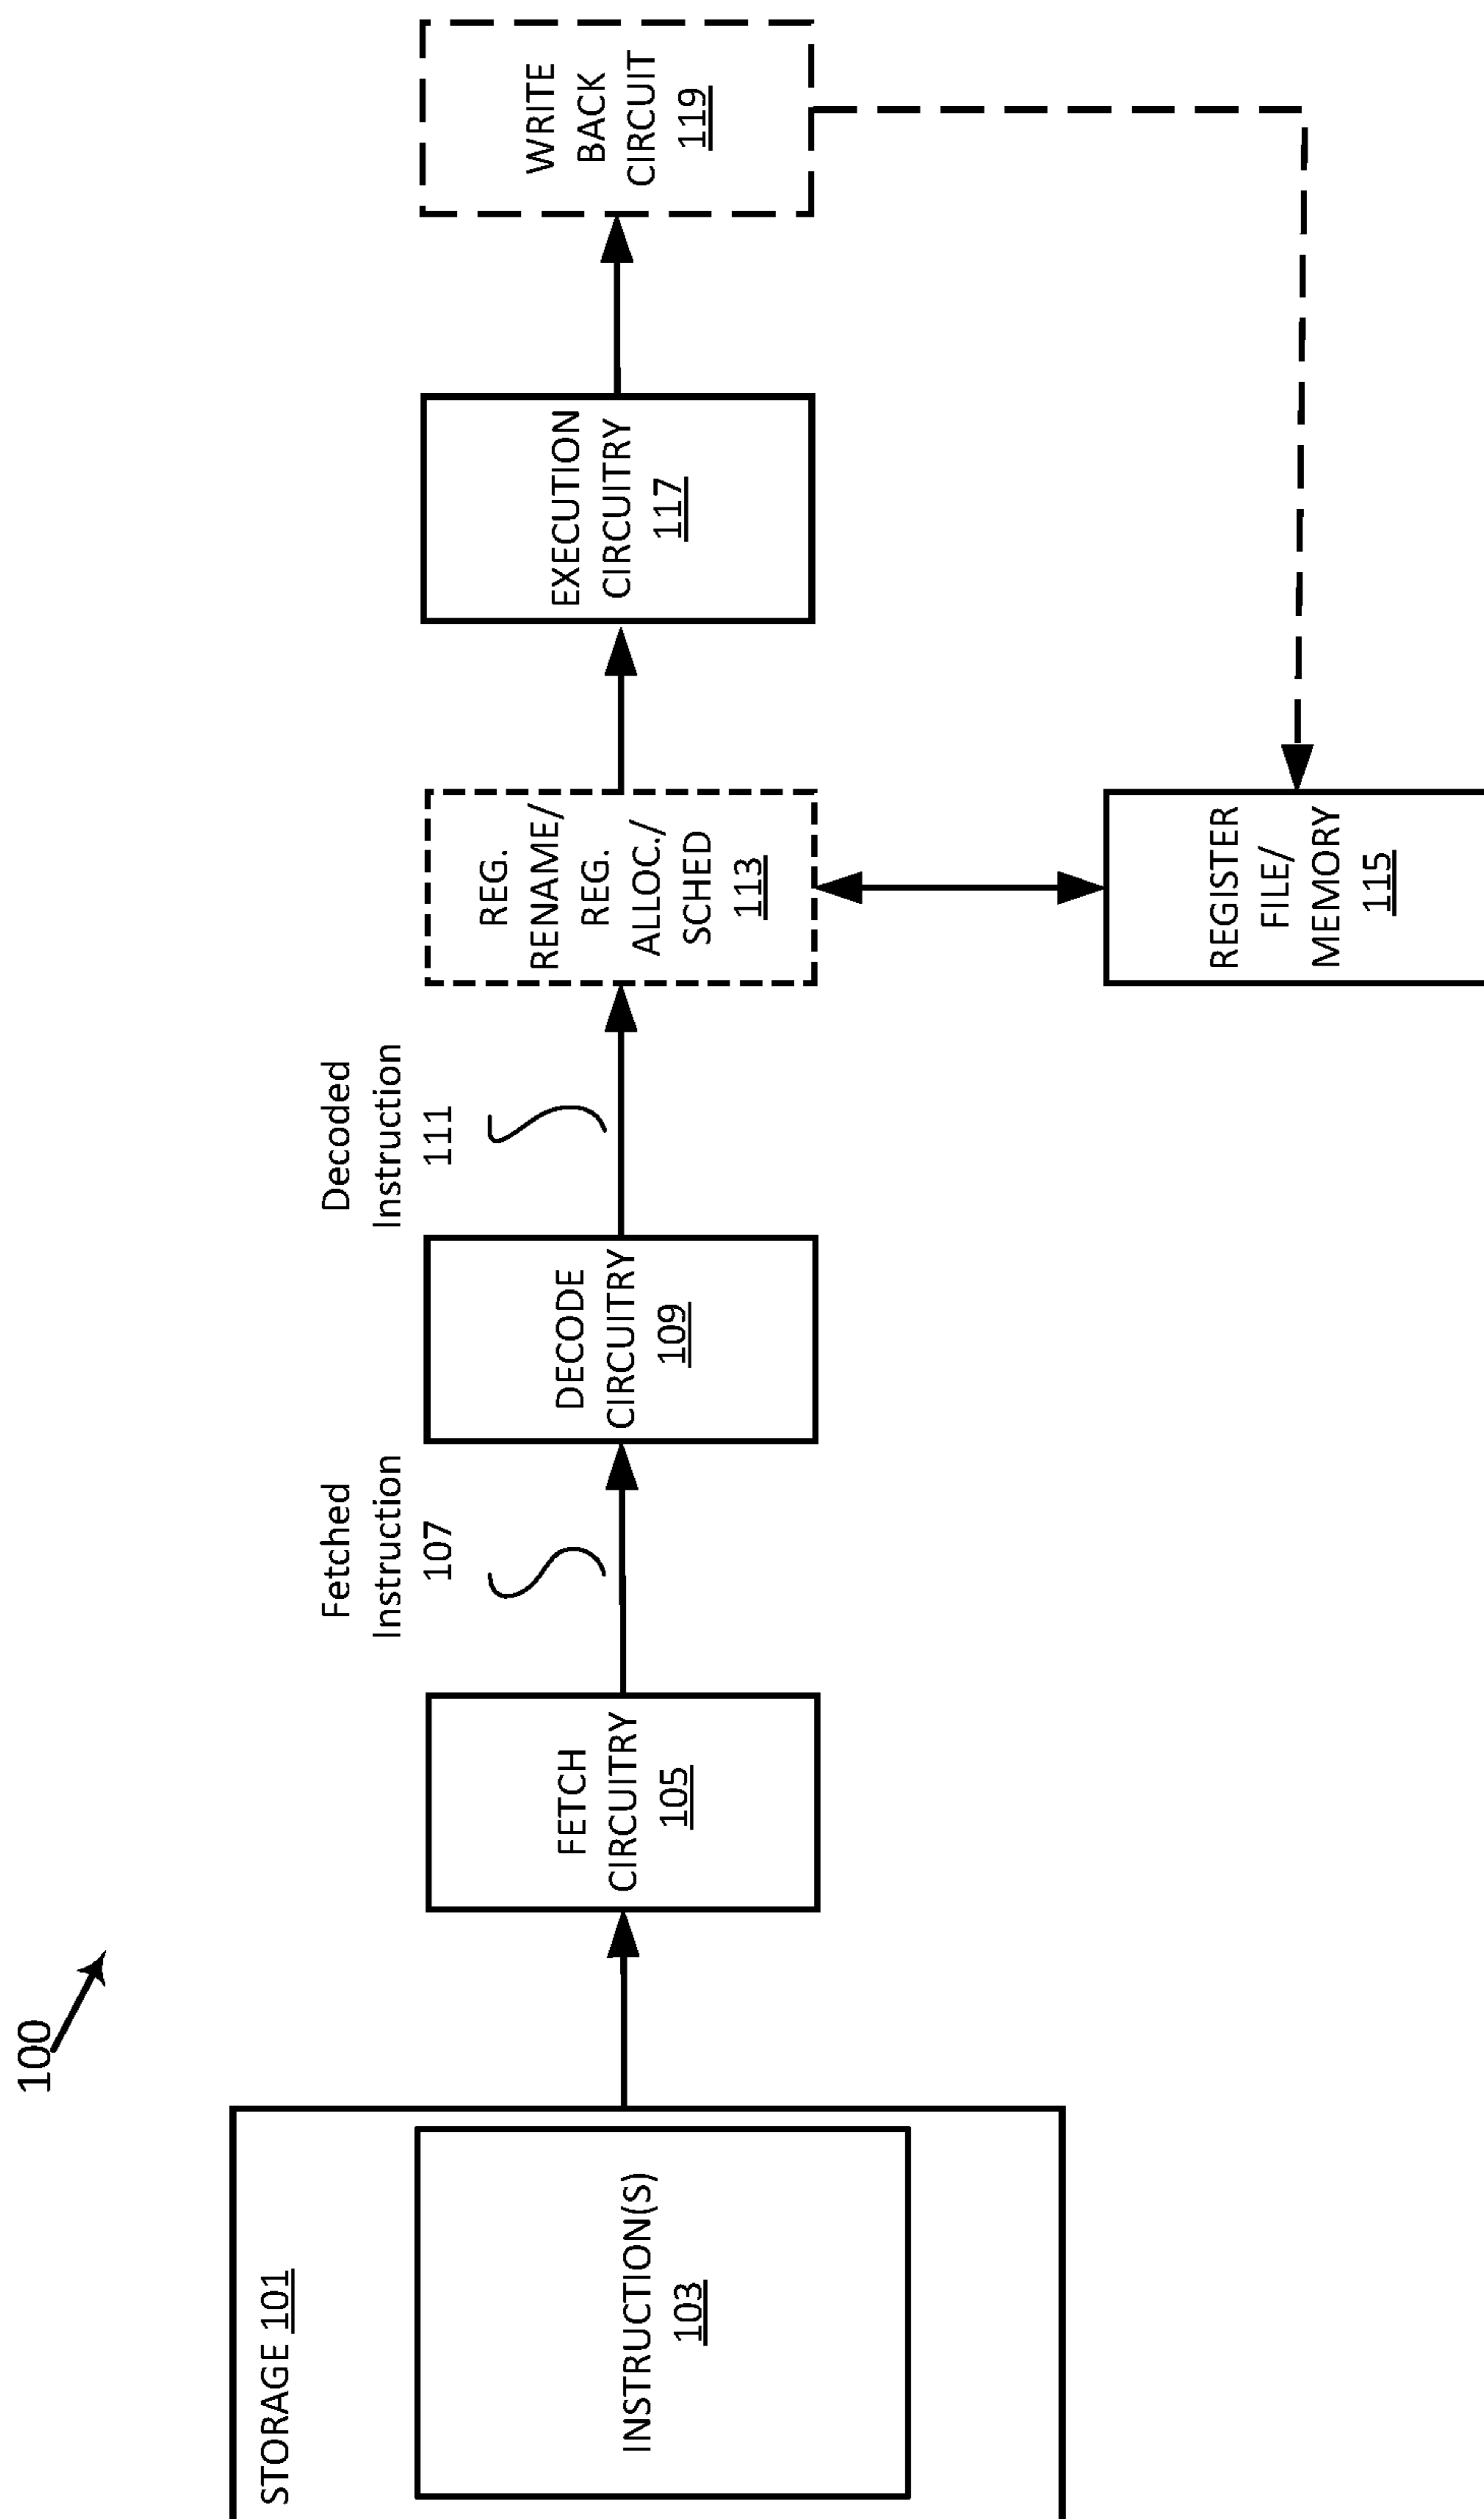 100
STORAGE 101
INSTRUCTION(S)
103
FETCH
CIRCUITRY
105
Fetched
Instruction
107
DECODE
CIRCUITRY
109
Decoded
Instruction
111
REG.
RENAME/
REG.
ALLOC./
SCHED
113
EXECUTION
CIRCUITRY
117
WRITE
BACK
CIRCUIT
119
REGISTER
FILE/
MEMORY
115